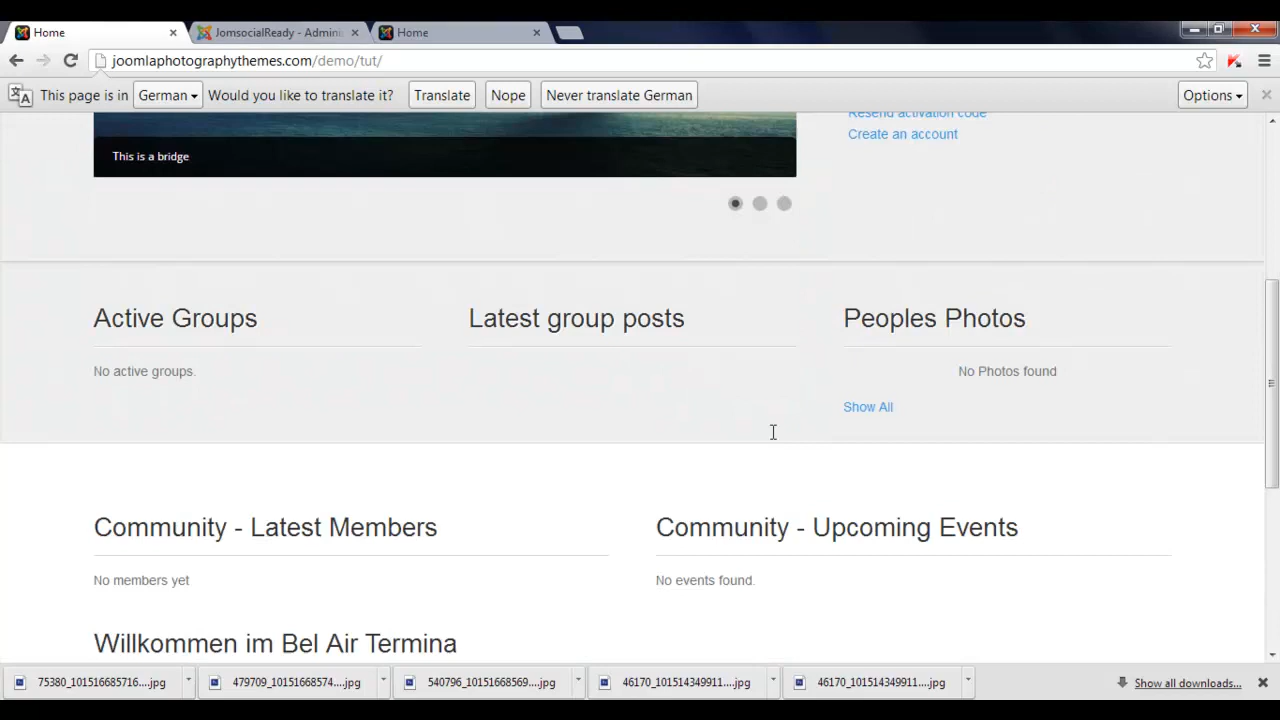 Home
JomsocialReady - Admini
Home
joomlaphotographythemes.com/demo/tut/
This page is in German Would you like to translate it? Translate Nope Never translate German Options
Resend activation code
Create an account
This is a bridge
Active Groups
Latest group posts
Peoples Photos
No active groups.
No Photos found
Show All
Community - Latest Members
Community - Upcoming Events
No members yet
No events found.
Willkommen im Bel Air Termina
75380_101516685716....jpg
479709_10151668574....jpg
540796_10151668569....jpg
46170_101514349911....jpg
46170_101514349911....jpg
Show all downloads...